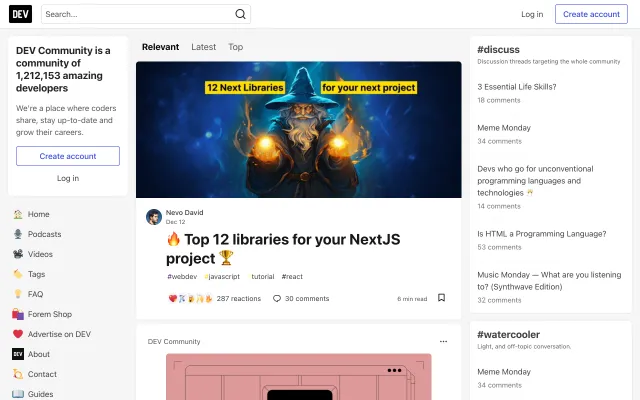 DEV
Search...
Log in
Create account
DEV Community is a
community of
1,212,153 amazing
developers
We're a place where coders
share, stay up-to-date and
grow their careers.
Create account
Log in
Home
Podcasts
Videos
Tags
FAQ
Forem Shop
Advertise on DEV
DEV
About
Contact
Guides
Relevant
Latest
Top
12 Next Libraries
for your next project
Nevo David
Dec 12
Top 12 libraries for your NextJS
project
#webdev #javascript tutorial #react
287 reactions
30 comments
6 min read
DEV Community
#discuss
Discussion threads targeting the whole community
3 Essential Life Skills?
18 comments
Meme Monday
34 comments
Devs who go for unconventional
programming languages and
technologies
14 comments
Is HTML a Programming Language?
53 comments
Music Monday — What are you listening
to? (Synthwave Edition)
32 comments
#watercooler
Light, and off-topic conversation.
Meme Monday
34 comments